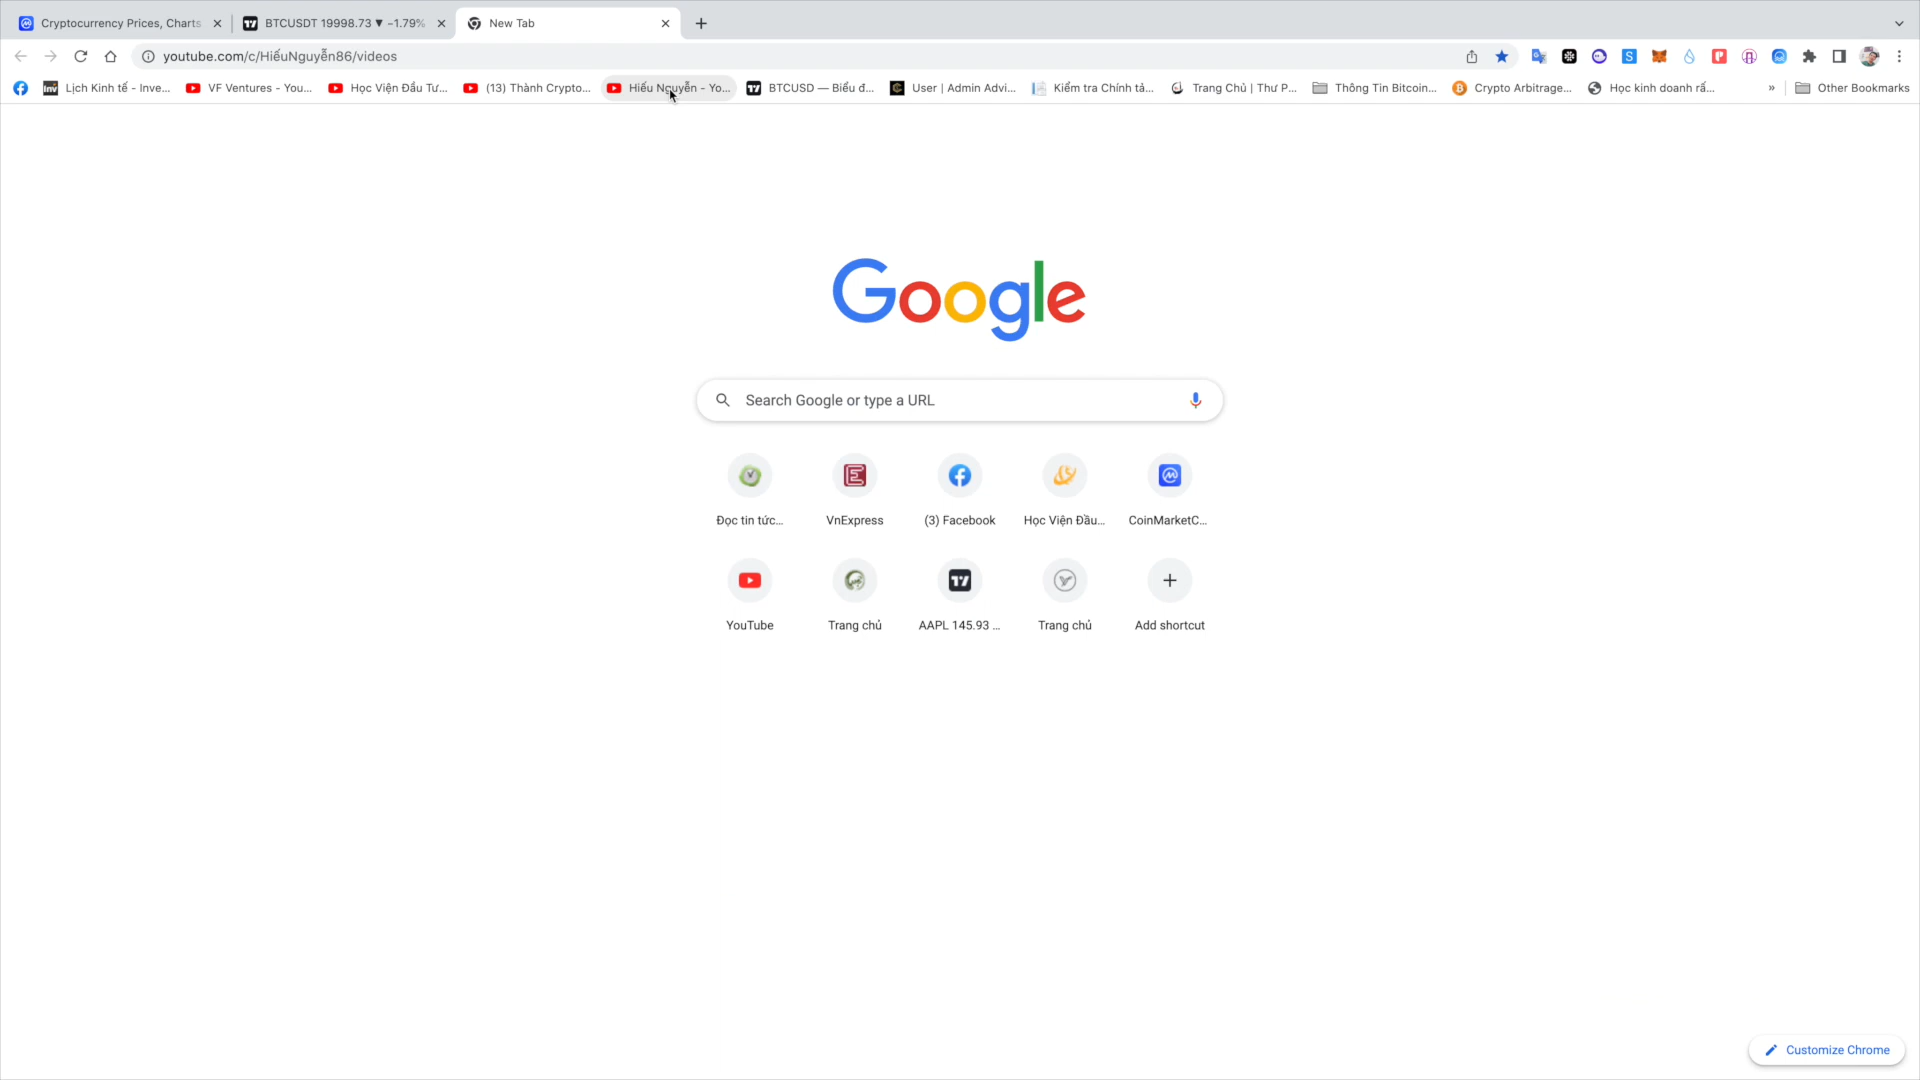 Cryptocurrency Prices, Charts
BTCUSDT 19998.73 ▼ −1.79%
New Tab
youtube.com/c/HiếuNguyễn86/videos
Lịch Kinh tế - Inve...
VF Ventures - You...
Học Viện Đầu Tư...
(13) Thành Crypto...
Hiếu Nguyễn - Yo...
BTCUSD — Biểu đ...
User | Admin Advi...
Kiểm tra Chính tả...
Trang Chủ | Thư P...
Thông Tin Bitcoin...
Crypto Arbitrage...
Học kinh doanh rấ...
»
Other Bookmarks
Google
Search Google or type a URL
Đọc tin tức...
VnExpress
(3) Facebook
Học Viện Đầu...
CoinMarketC...
YouTube
Trang chủ
AAPL 145.93 ...
Trang chủ
Add shortcut
Customize Chrome